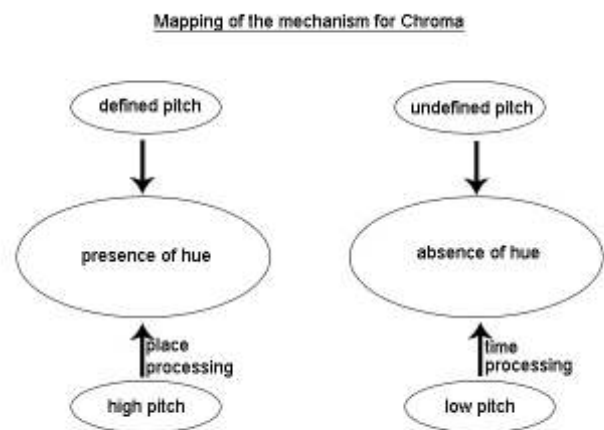 Mapping of the mechanism for Chroma
defined pitch
undefined pitch
presence of hue
absence of hue
place
processing
time
processing
high pitch
low pitch